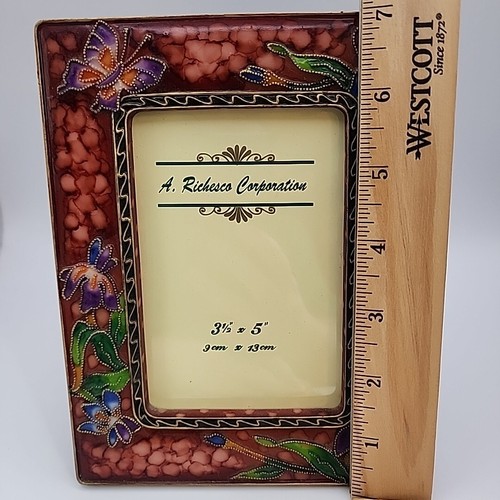 A. Richesco Corporation
3½" x 5"
9cm x 13cm
WESTCOTT
Since 1872®
7
6
5
4
3
2
1